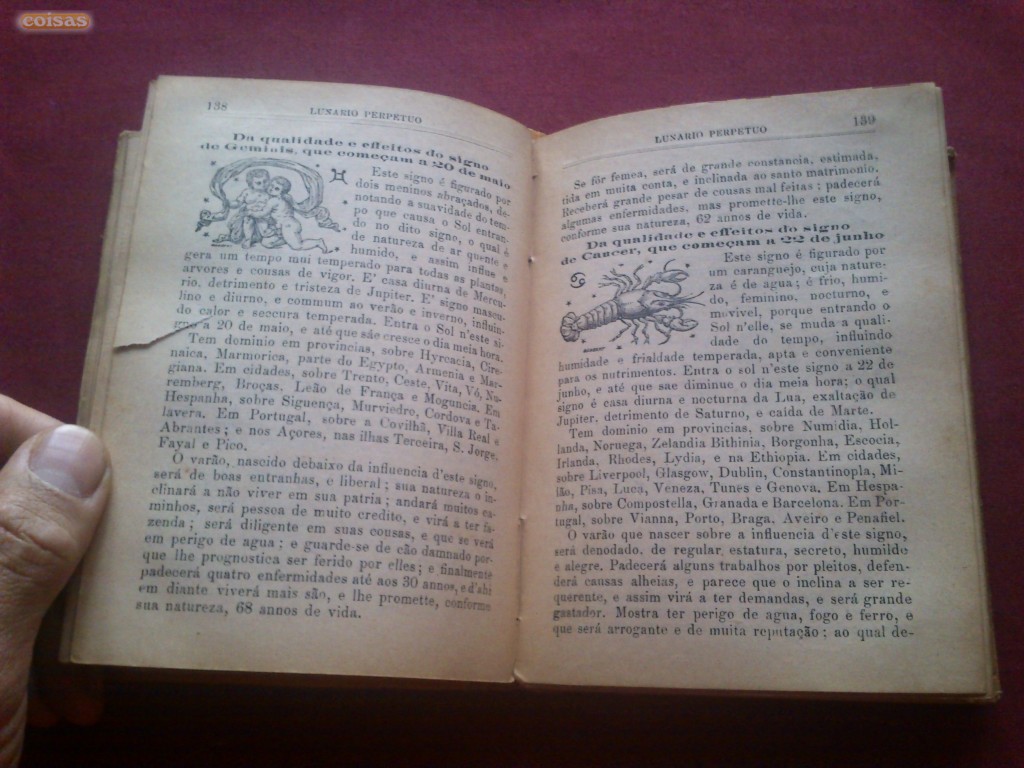 coisas
138
LUNARIO PERPETUO
Da qualidade e effeitos do signo
de Geminis, que começam a 20 de maio
♊ Este signo é figurado por
dois meninos abraçados, de-
notando a suavidade do tem-
po que causa o Sol entran-
do no dito signo, o qual é
de natureza de ar quente e
humido, e assim influe e
gera um tempo mui temperado para todas as plantas,
arvores e cousas de vigor. E' casa diurna de Mercu-
rio, detrimento e tristeza de Jupiter. E' signo mascu-
lino e diurno, e commum ao verão e inverno, influin-
do calor e seccura temperada. Entra o Sol n'este si-
gno a 20 de maio, e até que sáe cresce o dia meia hora.
Tem dominio em provincias, sobre Hyrcacia, Cire-
naica, Marmorica, parte do Egypto, Armenia e Mar-
giana. Em cidades, sobre Trento, Ceste, Vita, Vó, Nu-
remberg, Broças, Leão de França e Moguncia. Em
Hespanha, sobre Siguença, Murviedro, Cordova e Ta-
lavera. Em Portugal, sobre a Covilhã, Villa Real e
Abrantes; e nos Açores, nas ilhas Terceira, S. Jorge,
Fayal e Pico.
O varão, nascido debaixo da influencia d'este signo,
será de boas entranhas, e liberal; sua natureza o in-
clinará a não viver em sua patria; andará muitos ca-
minhos, será pessoa de muito credito, e virá a ter fa-
zenda; será diligente em suas cousas, e que se verá
em perigo de agua; e guarde-se de cão damnado por-
que lhe prognostica ser ferido por elles; e finalmente
padecerá quatro enfermidades até aos 30 annos, e d'ahi
em diante viverá mais são, e lhe promette, conforme
sua natureza, 68 annos de vida.
LUNARIO PERPETUO
139
Se fôr femea, será de grande constancia, estimada,
tida em muita conta, e inclinada ao santo matrimonio.
Receberá grande pesar de cousas mal feitas; padecerá
algumas enfermidades, mas promette-lhe este signo,
conforme sua natureza, 62 annos de vida.
Da qualidade e effeitos do signo
de Cancer, que começam a 22 de junho
♋ Este signo é figurado por
um caranguejo, cuja nature-
za é de agua; é frio, humi-
do, feminino, nocturno, e
movivel, porque entrando o
Sol n'elle, se muda a quali-
dade do tempo, influindo
humidade e frialdade temperada, apta e conveniente
para os nutrimentos. Entra o sol n'este signo a 22 de
junho, e até que sae diminue o dia meia hora; o qual
signo é casa diurna e nocturna da Lua, exaltação de
Jupiter, detrimento de Saturno, e caída de Marte.
Tem dominio em provincias, sobre Numidia, Hol-
landa, Noruega, Zelandia Bithinia, Borgonha, Escocia,
Irlanda, Rhodes, Lydia, e na Ethiopia. Em cidades,
sobre Liverpool, Glasgow, Dublin, Constantinopla, Mi-
lão, Pisa, Luca, Veneza, Tunes e Genova. Em Hespa-
nha, sobre Compostella, Granada e Barcelona. Em Por-
tugal, sobre Vianna, Porto, Braga, Aveiro e Penafiel.
O varão que nascer sobre a influencia d'este signo,
será denodado, de regular estatura, secreto, humilde
e alegre. Padecerá alguns trabalhos por pleitos, defen-
derá causas alheias, e parece que o inclina a ser re-
querente, e assim virá a ter demandas, e será grande
gastador. Mostra ter perigo de agua, fogo e ferro, e
que será arrogante e de muita reputação; ao qual de-